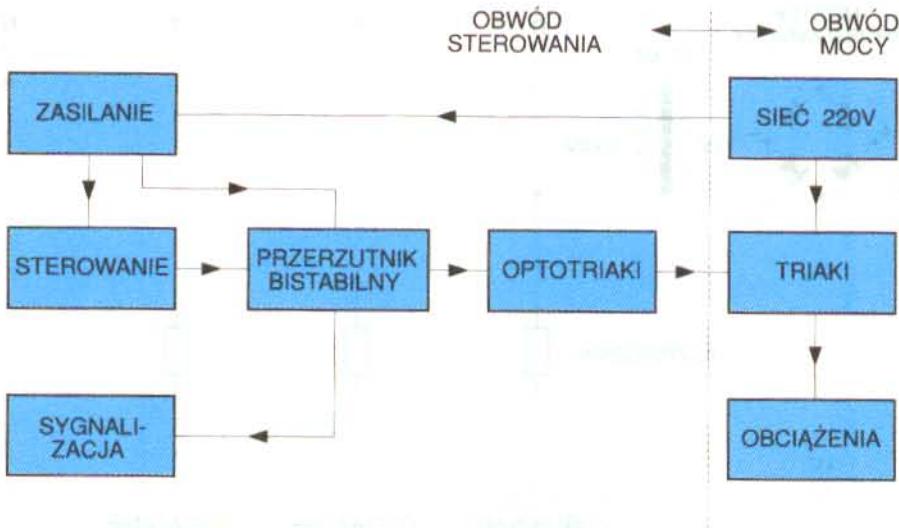 OBWÓD
STEROWANIA
OBWÓD
MOCY
ZASILANIE
SIEĆ 220V
STEROWANIE
PRZERZUTNIK
BISTABILNY
OPTOTRIAKI
TRIAKI
SYGNALI-
ZACJA
OBCIĄŻENIA